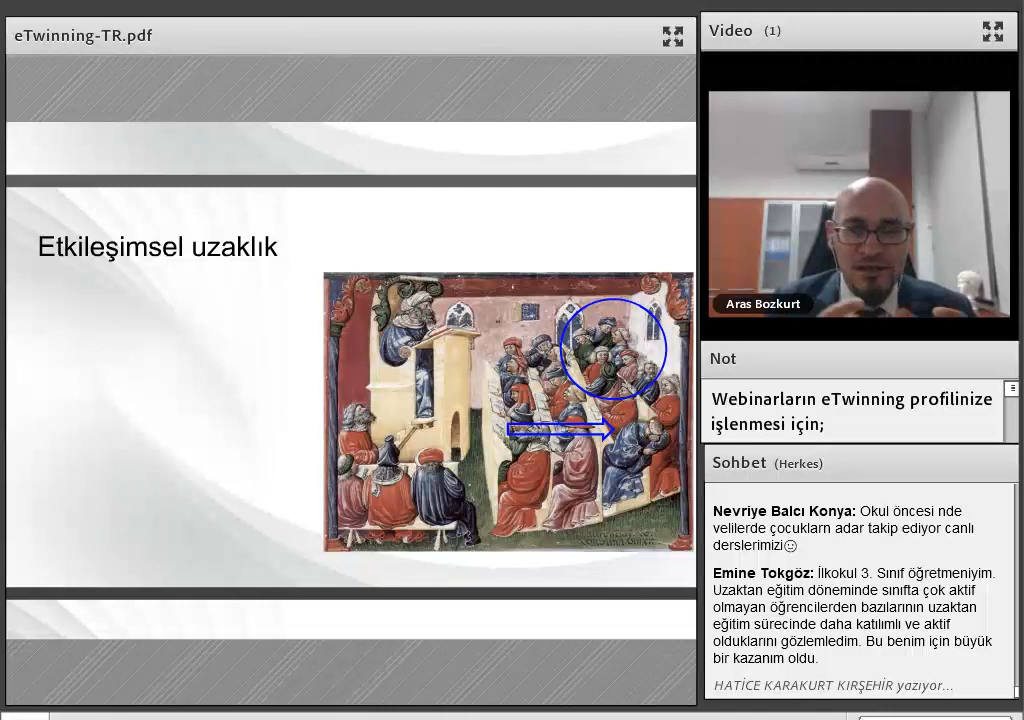 eTwinning-TR.pdf
Etkileşimsel uzaklık
Video (1)
Aras Bozkurt
Not
Webinarların eTwinning profilinize
işlenmesi için;
Sohbet (Herkes)
Nevriye Balcı Konya: Okul öncesi nde
velilerde çocukların adar takip ediyor canlı
derslerimizi
Emine Tokgöz: İlkokul 3. Sınıf öğretmeniyim.
Uzaktan eğitim döneminde sınıfta çok aktif
olmayan öğrencilerden bazılarının uzaktan
eğitim sürecinde daha katılımlı ve aktif
olduklarını gözlemledim. Bu benim için büyük
bir kazanım oldu.
HATİCE KARAKURT KIRŞEHİR yazıyor...